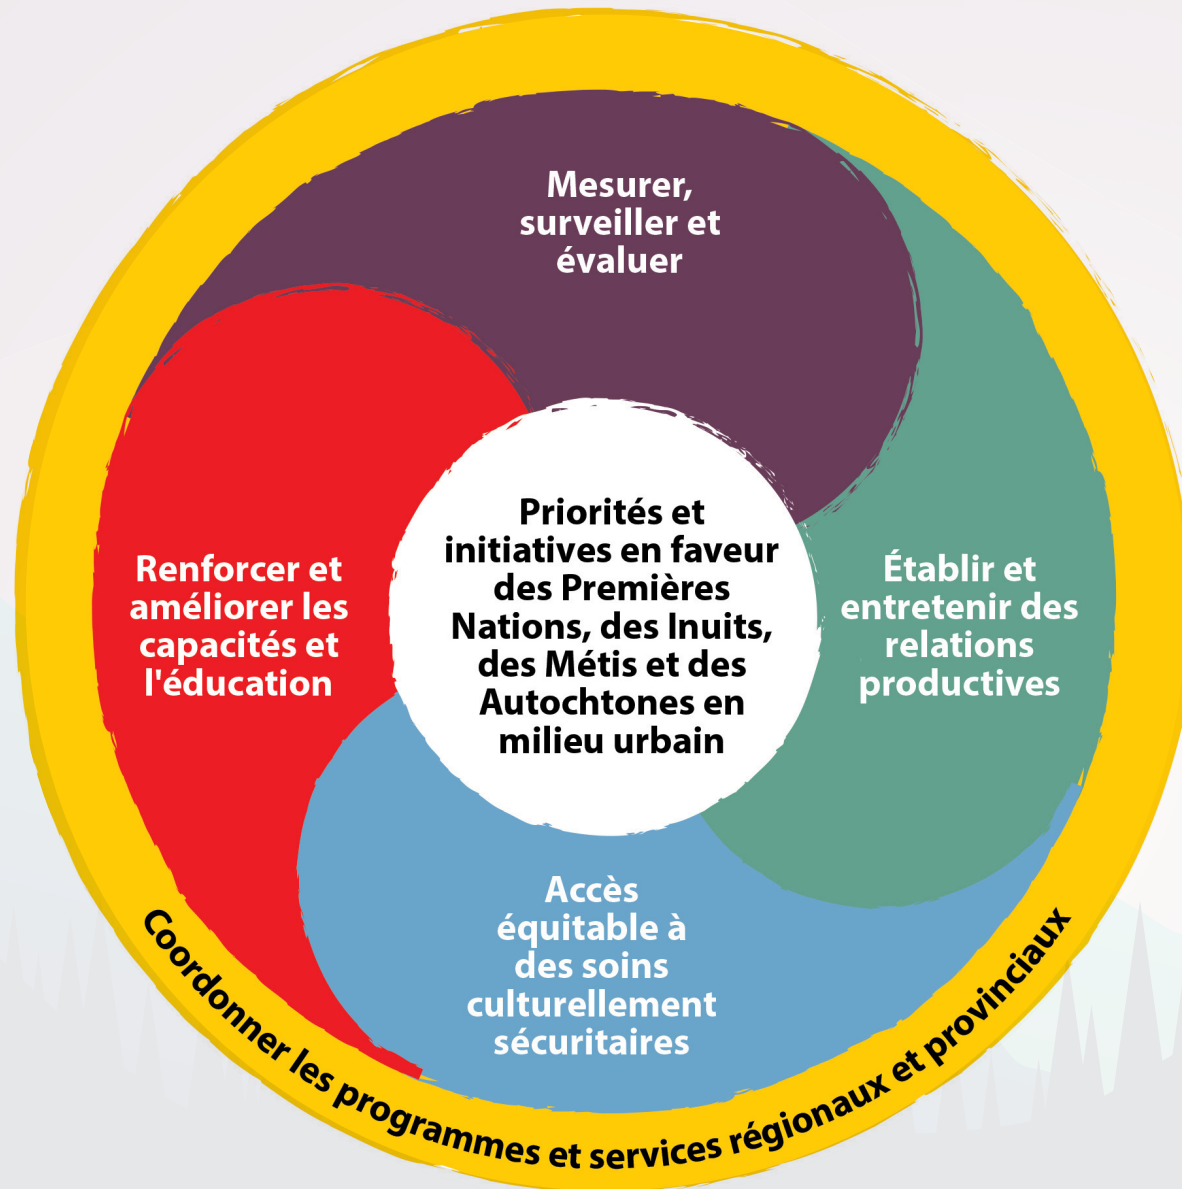 Mesurer,
surveiller et
évaluer
Renforcer et
améliorer les
capacités et
l'éducation
Priorités et
initiatives en faveur
des Premières
Nations, des Inuits,
des Métis et des
Autochtones en
milieu urbain
Établir et
entretenir des
relations
productives
Accès
équitable à
des soins
culturellement
sécuritaires
Coordonner les programmes et services régionaux et provinciaux